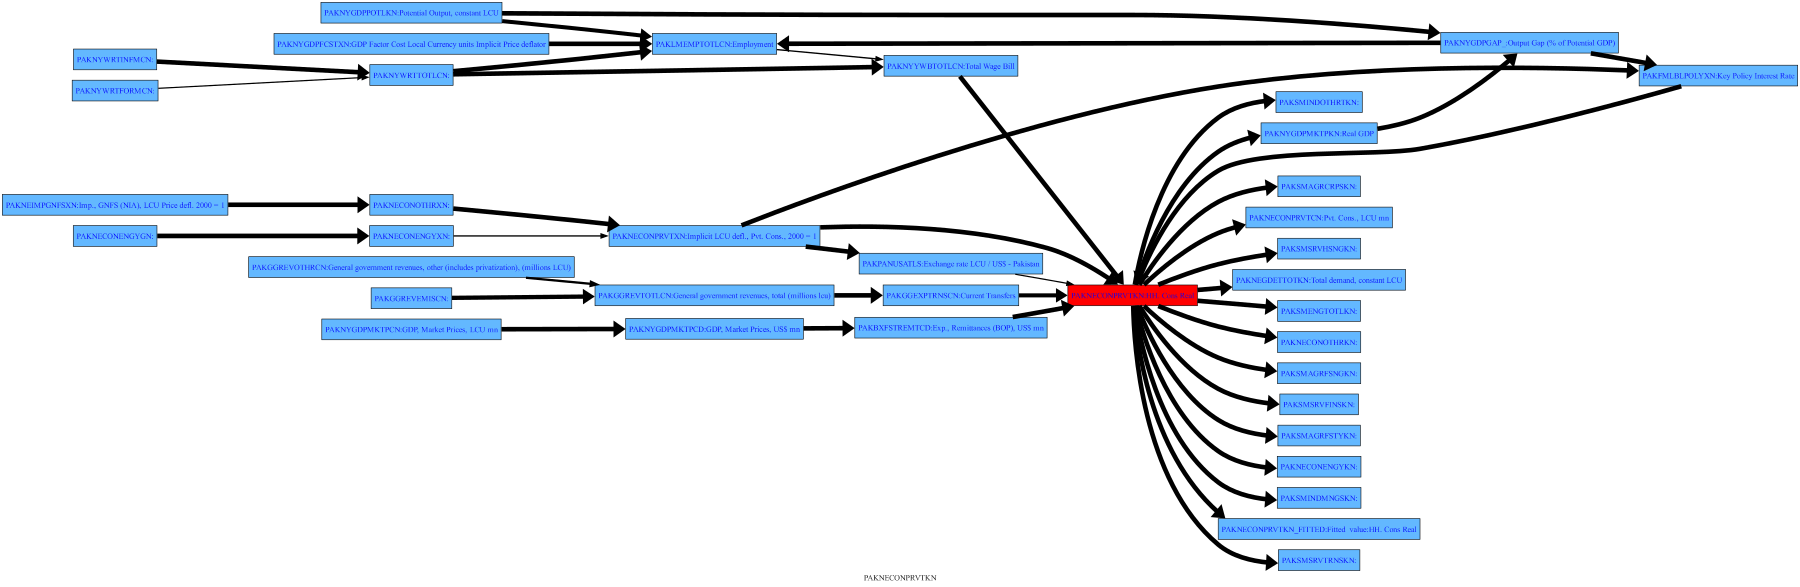 PAKNYGDPPOTLKN:Potential Output, constant LCU
PAKNYGDPFCSTXN:GDP Factor Cost Local Currency units Implicit Price deflator
PAKLMEMPTOTLCN:Employment
PAKNYGDPGAP_:Output Gap (% of Potential GDP)
PAKNYWRTINFMCN:
PAKNYWRTTOTLCN:
PAKNYYWBTOTLCN:Total Wage Bill
PAKFMLBLPOLYXN:Key Policy Interest Rate
PAKNYWRTFORMCN:
PAKSMINDOTHRTKN:
PAKNYGDPMKTPKN:Real GDP
PAKSMAGRCRPSKN:
PAKNEIMPGNFSXN:Imp., GNFS (NIA), LCU Price defl. 2000 = 1
PAKNECONOTHRXN:
PAKNECONPRVTCN:Pvt. Cons., LCU mn
PAKNECONENGYGN:
PAKNECONENGYXN:
PAKNECONPRVTXN:Implicit LCU defl., Pvt. Cons., 2000 = 1
PAKSMSRVHSNGKN:
PAKGGREVOTHRCN:General government revenues, other (includes privatization), (millions LCU)
PAKPANUSATLS:Exchange rate LCU / US$ - Pakistan
PAKNEGDETTOTKN:Total demand, constant LCU
PAKGGREVEMISCN:
PAKGGREVTOTLCN:General government revenues, total (millions lcu)
PAKGGEXPTRNSCN:Current Transfers
PAKNECONPRVTKN:HH. Cons Real
PAKSMENGTOTLKN:
PAKNYGDPMKTPCN:GDP, Market Prices, LCU mn
PAKNYGDPMKTPCD:GDP, Market Prices, US$ mn
PAKBXFSTREMTCD:Exp., Remittances (BOP), US$ mn
PAKNECONOTHRKN:
PAKSMAGRFSNGKN:
PAKSMSRVFINSKN:
PAKSMAGRFSTYKN:
PAKNECONENGYKN:
PAKSMINDMNGSKN:
PAKNECONPRVTKN_FITTED:Fitted value:HH. Cons Real
PAKSMSRVTRNSKN:
PAKNECONPRVTKN